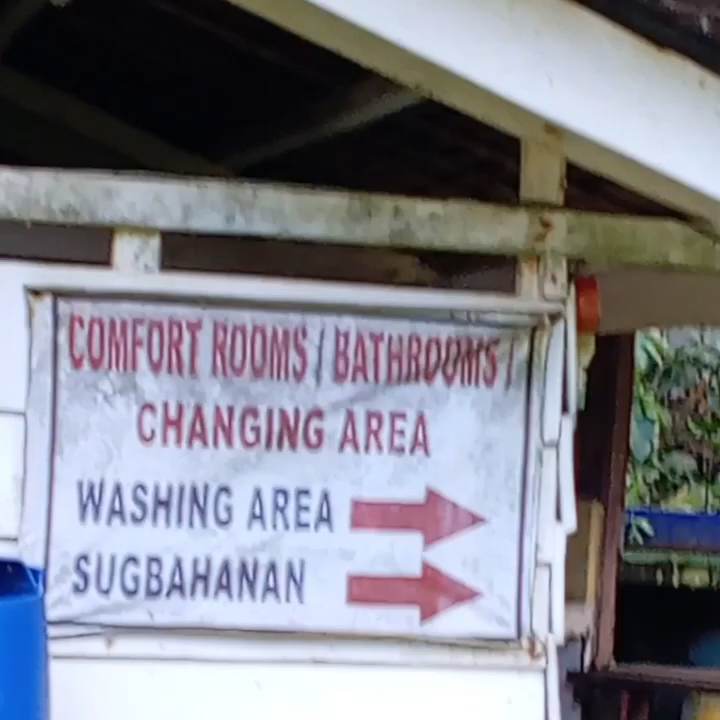 COMFORT ROOMS / BATHROOMS /
CHANGING AREA
WASHING AREA
SUGBAHANAN